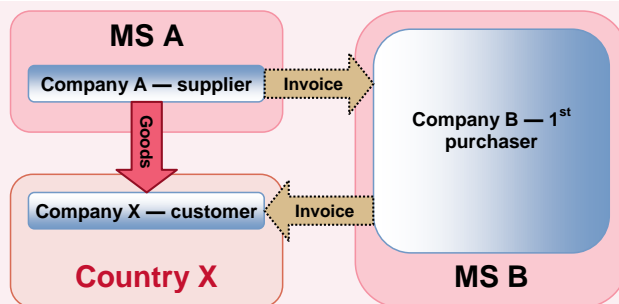 MS A
Company A — supplier
Invoice
Company B — 1st
purchaser
Goods
Company X — customer
Invoice
Country X
MS B